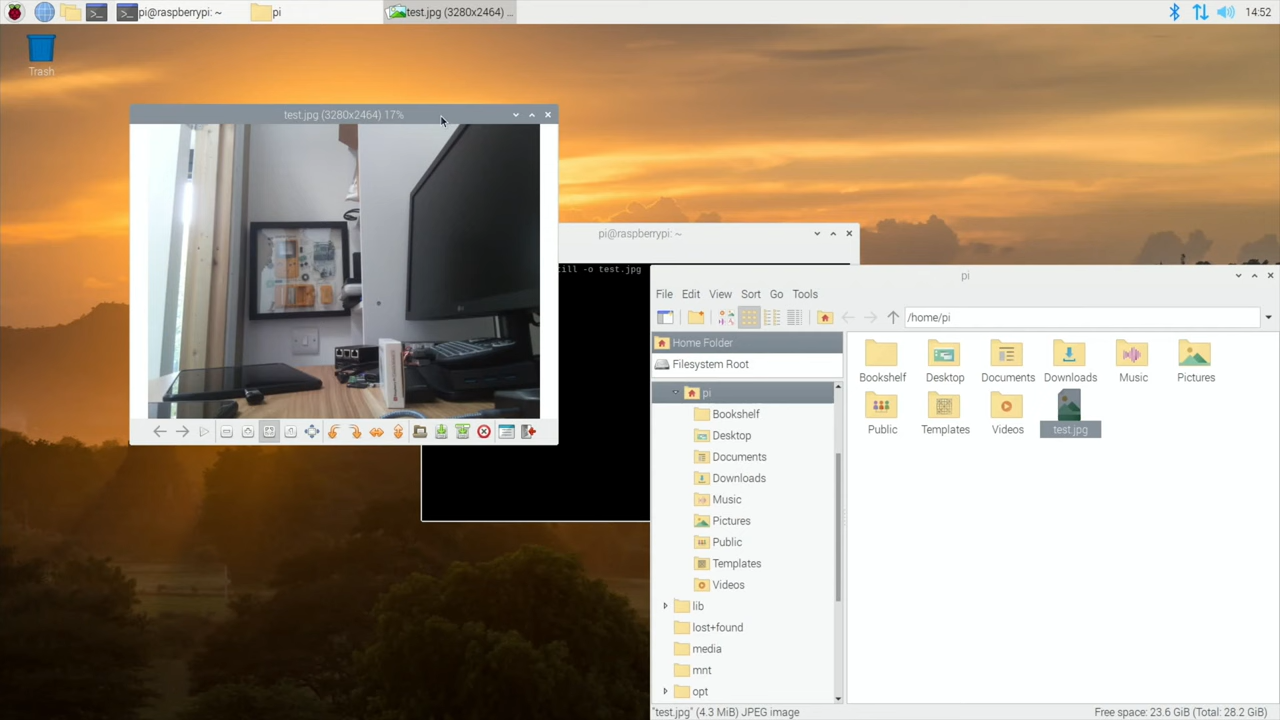 pi@raspberrypi: ~
pi
test.jpg (3280x2464) ...
14:52
Trash
test.jpg (3280x2464) 17%
pi@raspberrypi: ~
till -o test.jpg
pi
File Edit View Sort Go Tools
/home/pi
Home Folder
Filesystem Root
pi
Bookshelf
Desktop
Documents
Downloads
Music
Pictures
Public
Templates
Videos
lib
lost+found
media
mnt
opt
Bookshelf Desktop Documents Downloads Music Pictures
Public Templates Videos test.jpg
"test.jpg" (4.3 MiB) JPEG image
Free space: 23.6 GiB (Total: 28.2 GiB)